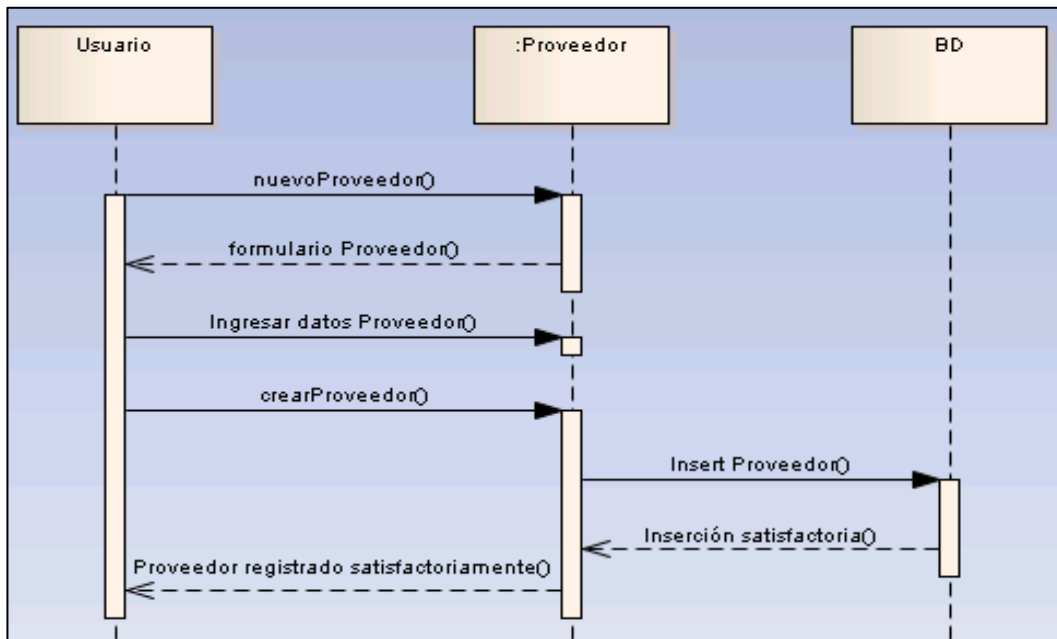 Usuario
:Proveedor
BD
nuevoProveedor()
formulario Proveedor()
Ingresar datos Proveedor()
crearProveedor()
Insert Proveedor()
Inserción satisfactoria()
Proveedor registrado satisfactoriamente()